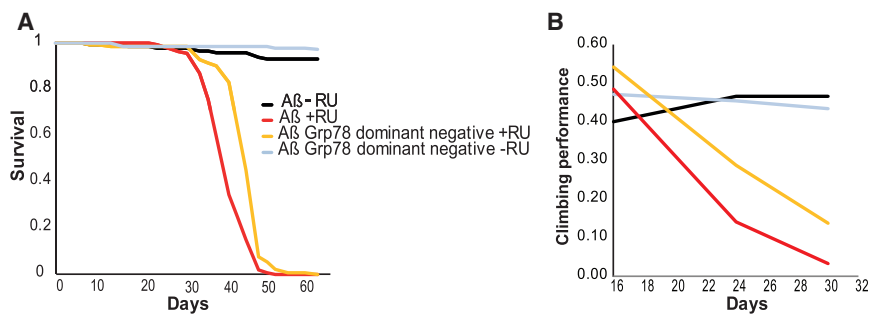 A
1
0.8
0.6
0.4
0.2
0
Survival
0 10 20 30 40 50 60
Days
Aß- RU
Aß +RU
Aß Grp78 dominant negative +RU
Aß Grp78 dominant negative -RU
B
0.60
0.50
0.40
0.30
0.20
0.10
0.00
Climbing performance
16 18 20 22 24 26 28 30 32
Days